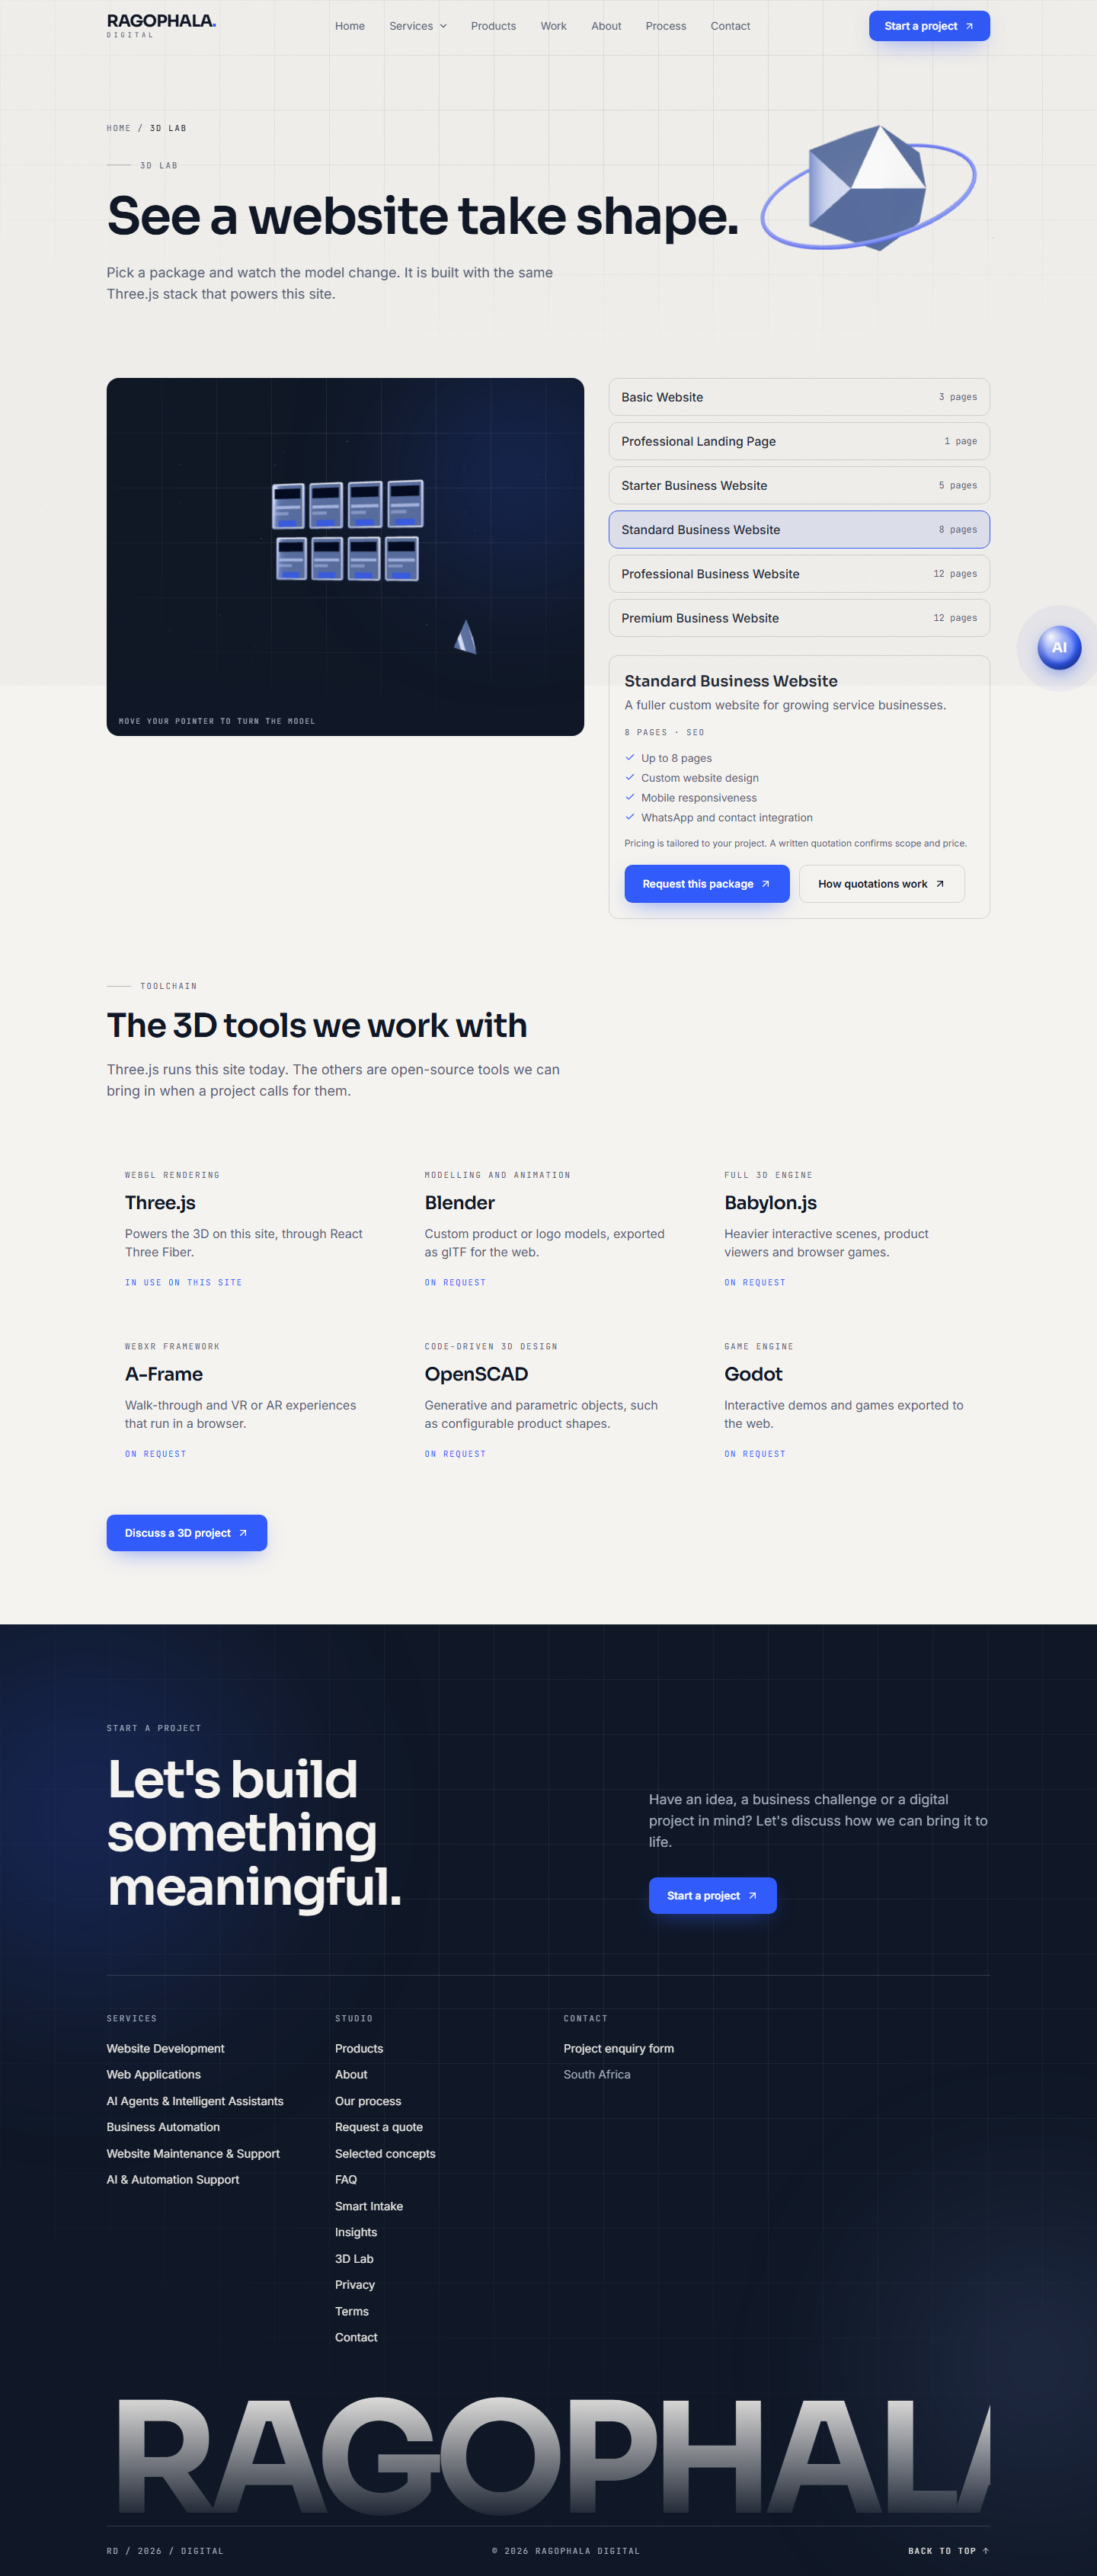 RAGOPHALA.
DIGITAL
Home
Services
Products
Work
About
Process
Contact
Start a project
HOME / 3D LAB
3D LAB
See a website take shape.
Pick a package and watch the model change. It is built with the same
Three.js stack that powers this site.
MOVE YOUR POINTER TO TURN THE MODEL
Basic Website
3 pages
Professional Landing Page
1 page
Starter Business Website
5 pages
Standard Business Website
8 pages
Professional Business Website
12 pages
Premium Business Website
12 pages
AI
Standard Business Website
A fuller custom website for growing service businesses.
8 PAGES · SEO
Up to 8 pages
Custom website design
Mobile responsiveness
WhatsApp and contact integration
Pricing is tailored to your project. A written quotation confirms scope and price.
Request this package
How quotations work
TOOLCHAIN
The 3D tools we work with
Three.js runs this site today. The others are open-source tools we can
bring in when a project calls for them.
WEBGL RENDERING
Three.js
Powers the 3D on this site, through React
Three Fiber.
IN USE ON THIS SITE
MODELLING AND ANIMATION
Blender
Custom product or logo models, exported
as glTF for the web.
ON REQUEST
FULL 3D ENGINE
Babylon.js
Heavier interactive scenes, product
viewers and browser games.
ON REQUEST
WEBXR FRAMEWORK
A-Frame
Walk-through and VR or AR experiences
that run in a browser.
ON REQUEST
CODE-DRIVEN 3D DESIGN
OpenSCAD
Generative and parametric objects, such
as configurable product shapes.
ON REQUEST
GAME ENGINE
Godot
Interactive demos and games exported to
the web.
ON REQUEST
Discuss a 3D project
START A PROJECT
Let's build
something
meaningful.
Have an idea, a business challenge or a digital
project in mind? Let's discuss how we can bring it to
life.
Start a project
SERVICES
Website Development
Web Applications
AI Agents & Intelligent Assistants
Business Automation
Website Maintenance & Support
AI & Automation Support
STUDIO
Products
About
Our process
Request a quote
Selected concepts
FAQ
Smart Intake
Insights
3D Lab
Privacy
Terms
Contact
CONTACT
Project enquiry form
South Africa
RAGOPHALA
RD / 2026 / DIGITAL
© 2026 RAGOPHALA DIGITAL
BACK TO TOP ↑